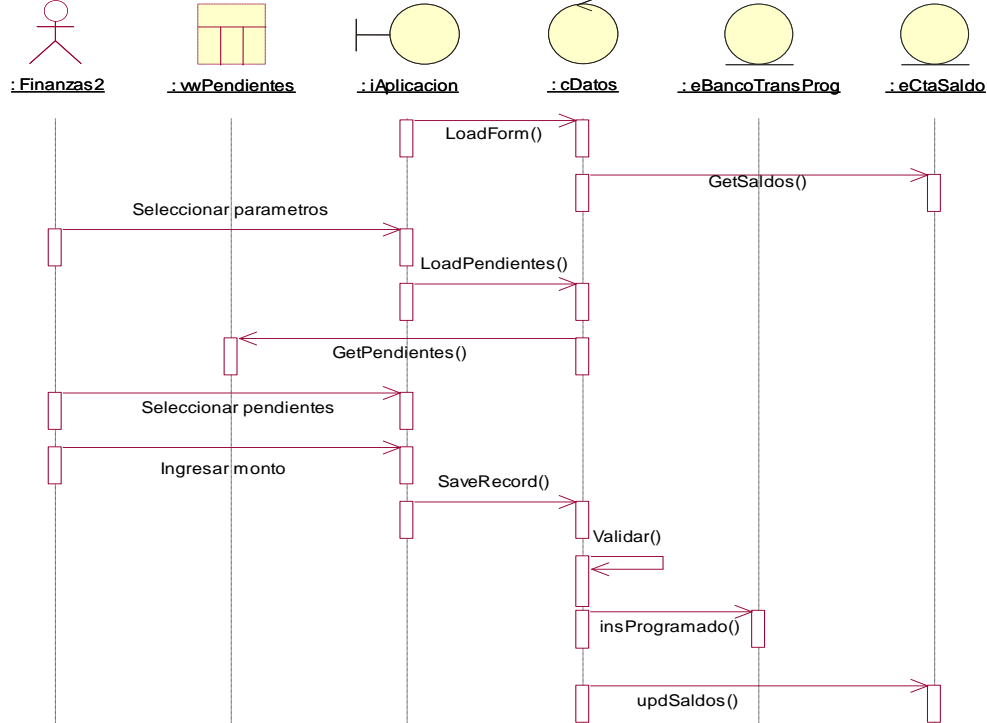 : Finanzas2
: vwPendientes
: iAplicacion
: cDatos
: eBancoTransProg
: eCtaSaldo
LoadForm()
GetSaldos()
Seleccionar parametros
LoadPendientes()
GetPendientes()
Seleccionar pendientes
Ingresar monto
SaveRecord()
Validar()
insProgramado()
updSaldos()